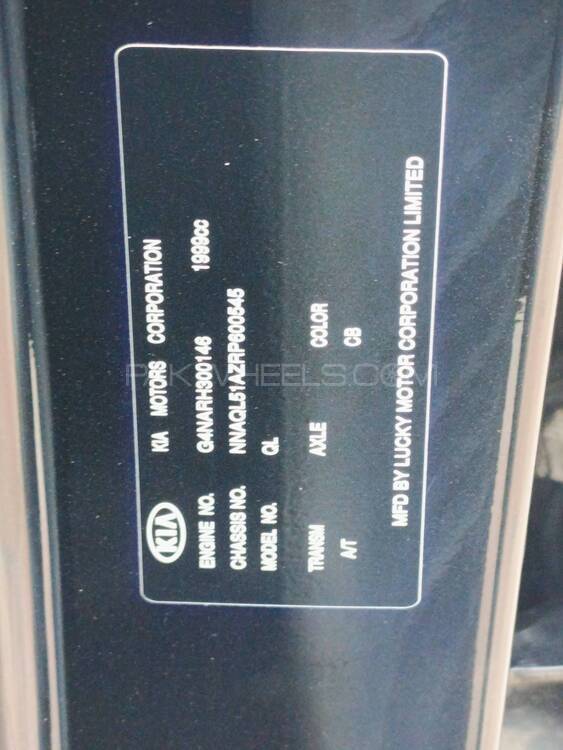 KIA KIA MOTORS CORPORATION
ENGINE NO. G4NARH300146 1999cc
CHASSIS NO. NNAQL51AZRP600545
MODEL NO. QL
TRANSM AXLE COLOR
A/T CB
MFD BY LUCKY MOTOR CORPORATION LIMITED
PAKWHEELS.COM